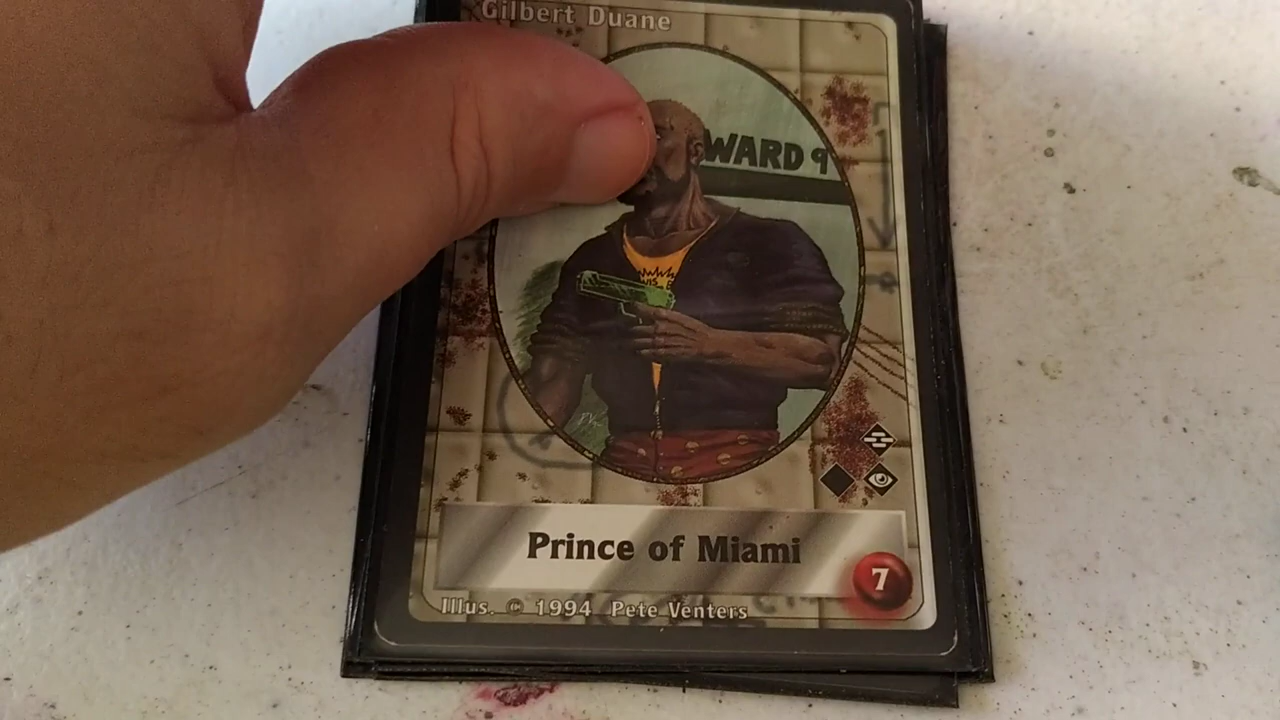 Gilbert Duane
WARD 9
Prince of Miami
7
Illus. © 1994 Pete Venters